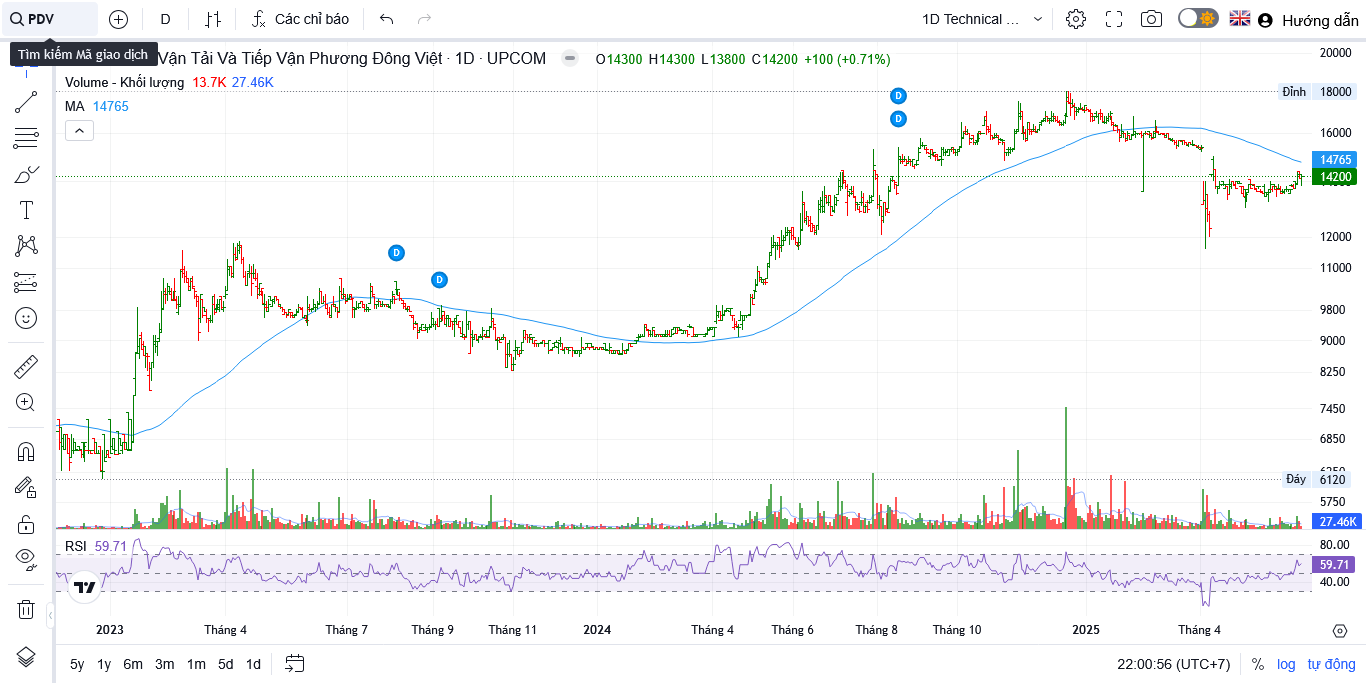 PDV
D
Các chỉ báo
1D Technical ...
Hướng dẫn
Tìm kiếm Mã giao dịch
Vận Tải Và Tiếp Vận Phương Đông Việt · 1D · UPCOM
O14300 H14300 L13800 C14200 +100 (+0.71%)
Volume - Khối lượng 13.7K 27.46K
MA 14765
20000
Đỉnh 18000
16000
14765
14200
12000
11000
9800
9000
8250
7450
6850
6250
Đáy 6120
5750
27.46K
D
D
D
D
RSI 59.71
80.00
59.71
40.00
2023 Tháng 4 Tháng 7 Tháng 9 Tháng 11 2024 Tháng 4 Tháng 6 Tháng 8 Tháng 10 2025 Tháng 4
5y 1y 6m 3m 1m 5d 1d
22:00:56 (UTC+7) % log tự động